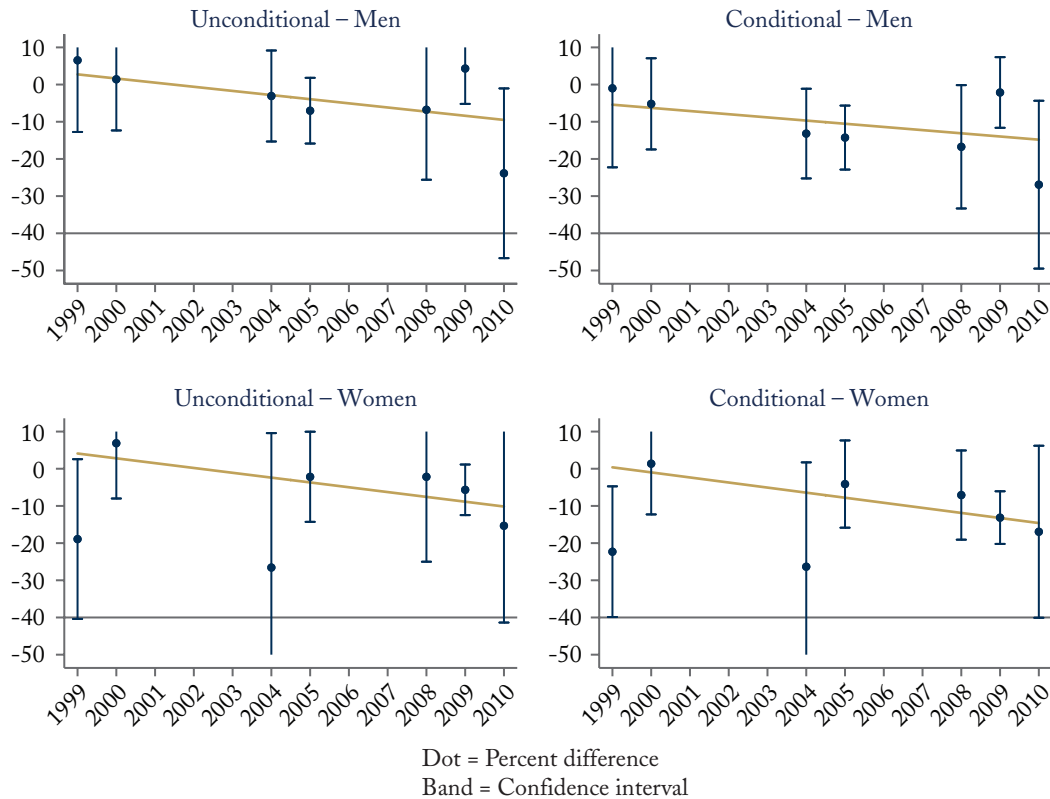 Unconditional – Men
10
0
-10
-20
-30
-40
-50
1999 2000 2001 2002 2003 2004 2005 2006 2007 2008 2009 2010
Conditional – Men
10
0
-10
-20
-30
-40
-50
1999 2000 2001 2002 2003 2004 2005 2006 2007 2008 2009 2010
Unconditional – Women
10
0
-10
-20
-30
-40
-50
1999 2000 2001 2002 2003 2004 2005 2006 2007 2008 2009 2010
Conditional – Women
10
0
-10
-20
-30
-40
-50
1999 2000 2001 2002 2003 2004 2005 2006 2007 2008 2009 2010
Dot = Percent difference
Band = Confidence interval